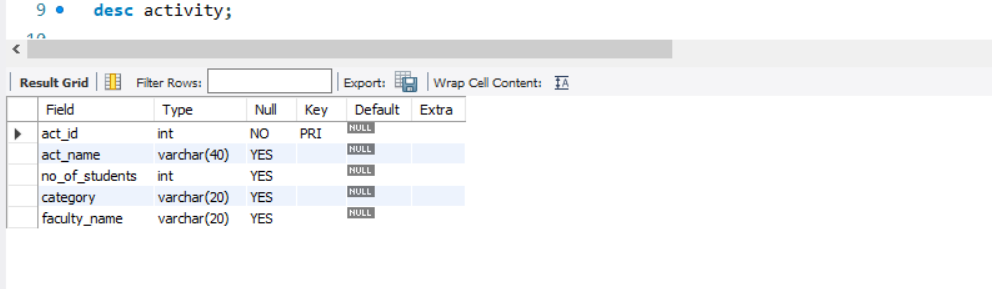 9 desc activity;
10
Result Grid Filter Rows: Export: Wrap Cell Content:
Field Type Null Key Default Extra
act_id int NO PRI NULL
act_name varchar(40) YES NULL
no_of_students int YES NULL
category varchar(20) YES NULL
faculty_name varchar(20) YES NULL